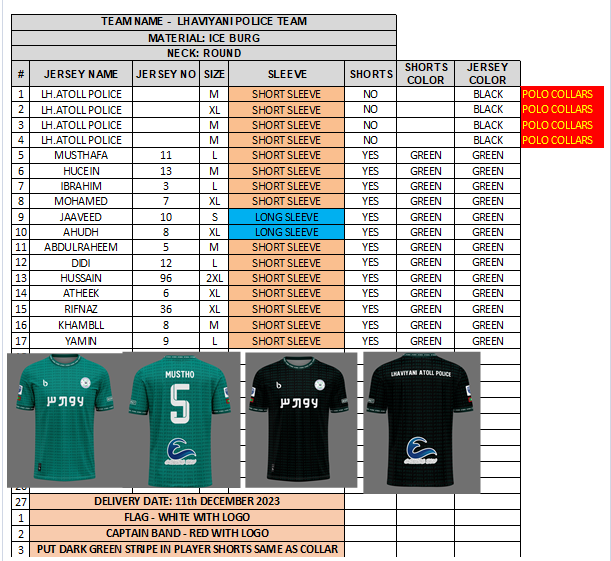 TEAM NAME - LHAVIYANI POLICE TEAM
MATERIAL: ICE BURG
NECK: ROUND
# JERSEY NAME JERSEY NO SIZE SLEEVE SHORTS SHORTS COLOR JERSEY COLOR
1 LH.ATOLL POLICE M SHORT SLEEVE NO BLACK POLO COLLARS
2 LH.ATOLL POLICE XL SHORT SLEEVE NO BLACK POLO COLLARS
3 LH.ATOLL POLICE M SHORT SLEEVE NO BLACK POLO COLLARS
4 LH.ATOLL POLICE M SHORT SLEEVE NO BLACK POLO COLLARS
5 MUSTHAFA 11 L SHORT SLEEVE YES GREEN GREEN
6 HUCEIN 13 M SHORT SLEEVE YES GREEN GREEN
7 IBRAHIM 3 L SHORT SLEEVE YES GREEN GREEN
8 MOHAMED 7 XL SHORT SLEEVE YES GREEN GREEN
9 JAAVEED 10 S LONG SLEEVE YES GREEN GREEN
10 AHUDH 8 XL LONG SLEEVE YES GREEN GREEN
11 ABDULRAHEEM 5 M SHORT SLEEVE YES GREEN GREEN
12 DIDI 12 L SHORT SLEEVE YES GREEN GREEN
13 HUSSAIN 96 2XL SHORT SLEEVE YES GREEN GREEN
14 ATHEEK 6 XL SHORT SLEEVE YES GREEN GREEN
15 RIFNAZ 36 XL SHORT SLEEVE YES GREEN GREEN
16 KHAMBLL 8 M SHORT SLEEVE YES GREEN GREEN
17 YAMIN 9 L SHORT SLEEVE YES GREEN GREEN
MUSTHO
5
LHAVIYANI ATOLL POLICE
27 DELIVERY DATE: 11th DECEMBER 2023
1 FLAG - WHITE WITH LOGO
2 CAPTAIN BAND - RED WITH LOGO
3 PUT DARK GREEN STRIPE IN PLAYER SHORTS SAME AS COLLAR